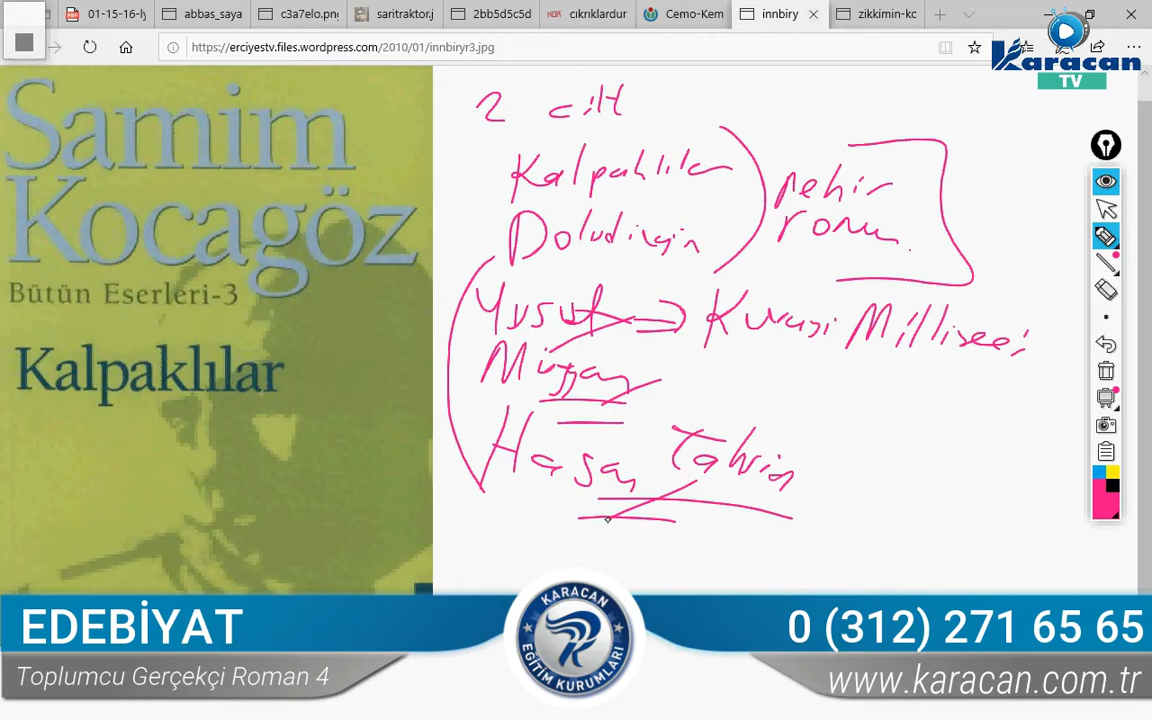 01-15-16-ly
abbas_saya
c3a7elo.pn
saritraktor.j
2bb5d5c5d
cıkrıklardur
Cemo-Kem
innbiry
zikkimin-kc
https://erciyestv.files.wordpress.com/2010/01/innbiryr3.jpg
Karacan
TV
Samim
Kocagöz
Bütün Eserleri-3
Kalpaklılar
2 cilt
Kalpaklılar
Doludizgin
nehir
roman
Yusuf → Kuvayi Milliyeci
Hasan Tahsin
EDEBİYAT
Toplumcu Gerçekçi Roman 4
KARACAN
EĞİTİM KURUMLARI
0 (312) 271 65 65
www.karacan.com.tr